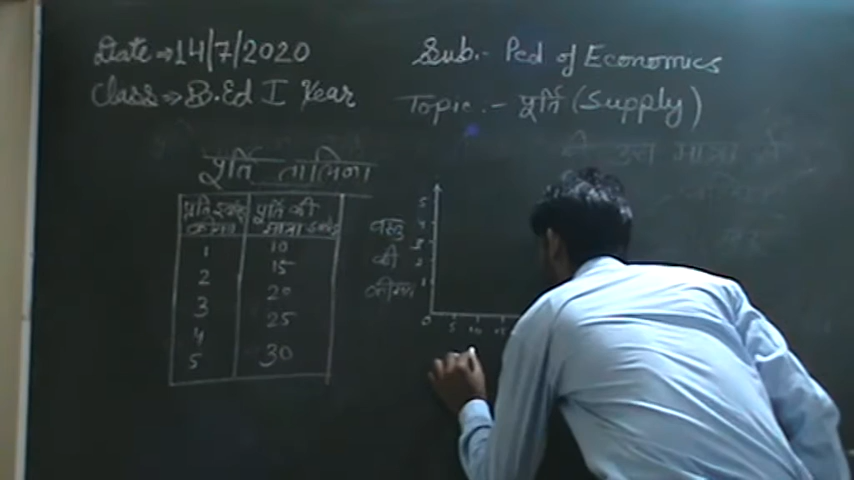 Date → 14/7/2020
Class → B.Ed I Year
Sub.- Ped of Economics
Topic.- पूर्ति (Supply)
पूर्ति तालिका
प्रति इकाई कीमत
पूर्ति की मात्रा
1 10
2 15
3 20
4 25
5 30
वस्तु
की
कीमत
5
4
3
2
1
0 5 10 15